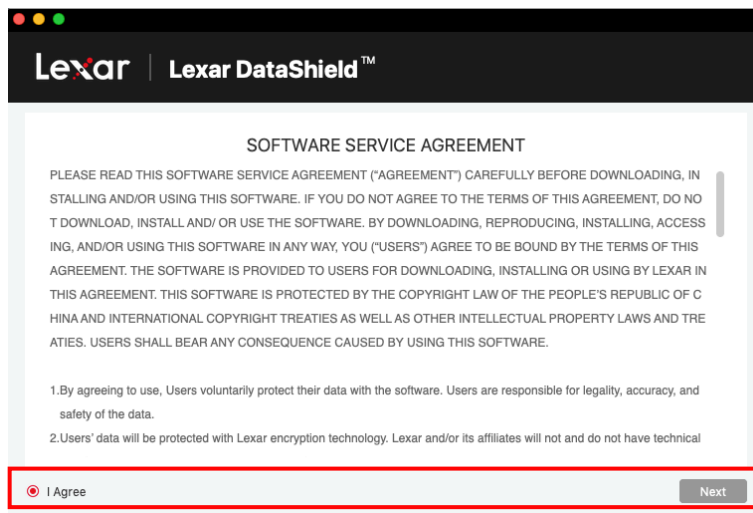 Lexar
Lexar DataShield™
SOFTWARE SERVICE AGREEMENT
PLEASE READ THIS SOFTWARE SERVICE AGREEMENT (“AGREEMENT”) CAREFULLY BEFORE DOWNLOADING, IN
STALLING AND/OR USING THIS SOFTWARE. IF YOU DO NOT AGREE TO THE TERMS OF THIS AGREEMENT, DO NO
T DOWNLOAD, INSTALL AND/ OR USE THE SOFTWARE. BY DOWNLOADING, REPRODUCING, INSTALLING, ACCESS
ING, AND/OR USING THIS SOFTWARE IN ANY WAY, YOU (“USERS”) AGREE TO BE BOUND BY THE TERMS OF THIS
AGREEMENT. THE SOFTWARE IS PROVIDED TO USERS FOR DOWNLOADING, INSTALLING OR USING BY LEXAR IN
THIS AGREEMENT. THIS SOFTWARE IS PROTECTED BY THE COPYRIGHT LAW OF THE PEOPLE'S REPUBLIC OF C
HINA AND INTERNATIONAL COPYRIGHT TREATIES AS WELL AS OTHER INTELLECTUAL PROPERTY LAWS AND TRE
ATIES. USERS SHALL BEAR ANY CONSEQUENCE CAUSED BY USING THIS SOFTWARE.
1.By agreeing to use, Users voluntarily protect their data with the software. Users are responsible for legality, accuracy, and
safety of the data.
2.Users' data will be protected with Lexar encryption technology. Lexar and/or its affiliates will not and do not have technical
I Agree
Next